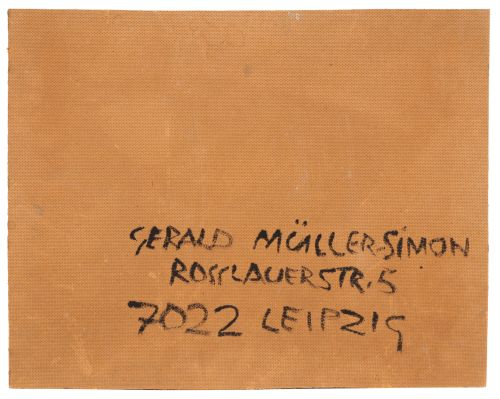 GERALD MÜLLER-SIMON
ROSSLAUERSTR. 5
7022 LEIPZIG